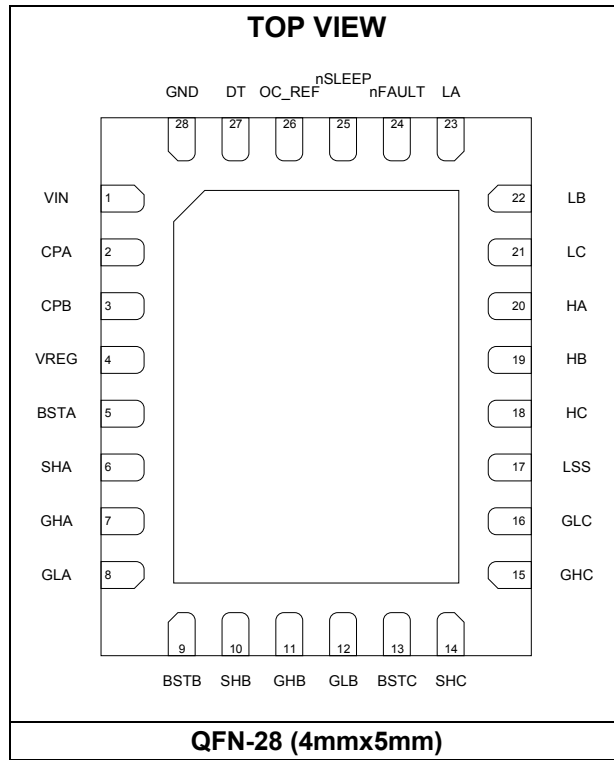 TOP VIEW
nSLEEP
GND DT OC_REF nFAULT LA
28 27 26 25 24 23
VIN 1 22 LB
CPA 2 21 LC
CPB 3 20 HA
VREG 4 19 HB
BSTA 5 18 HC
SHA 6 17 LSS
GHA 7 16 GLC
GLA 8 15 GHC
9 10 11 12 13 14
BSTB SHB GHB GLB BSTC SHC
QFN-28 (4mmx5mm)